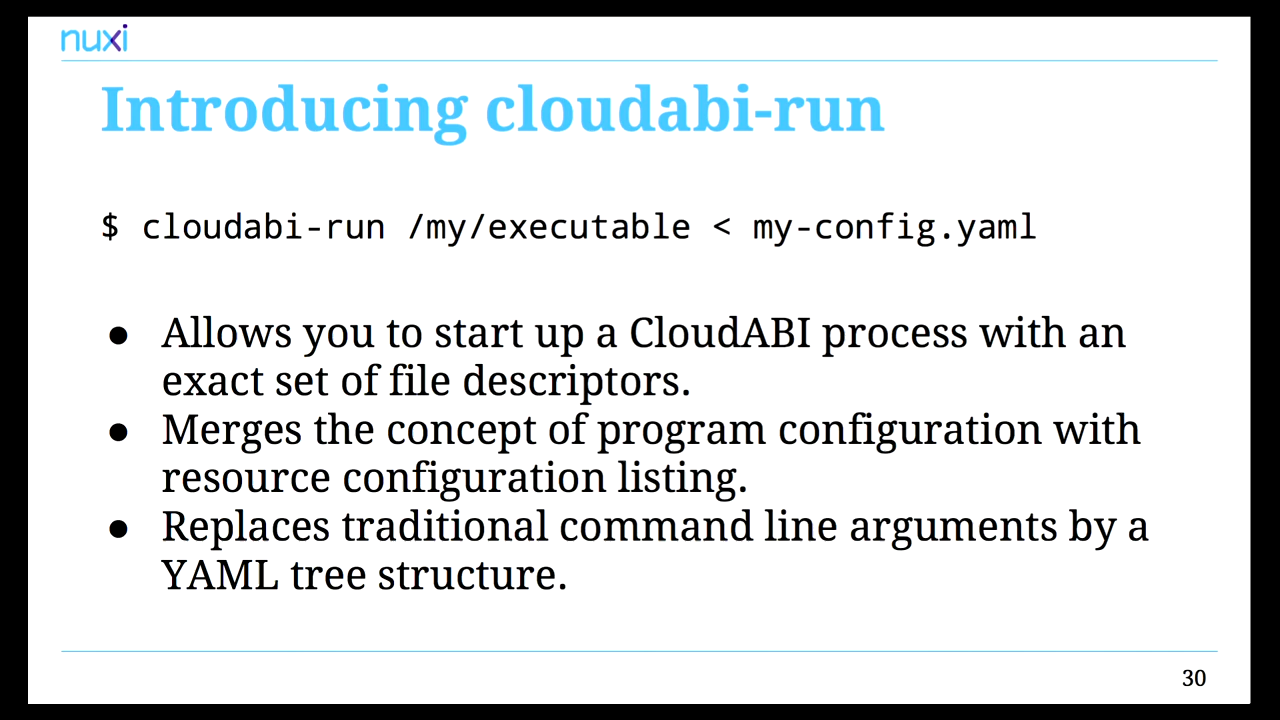 nuxi
Introducing cloudabi-run
$ cloudabi-run /my/executable < my-config.yaml
● Allows you to start up a CloudABI process with an
exact set of file descriptors.
● Merges the concept of program configuration with
resource configuration listing.
● Replaces traditional command line arguments by a
YAML tree structure.
30